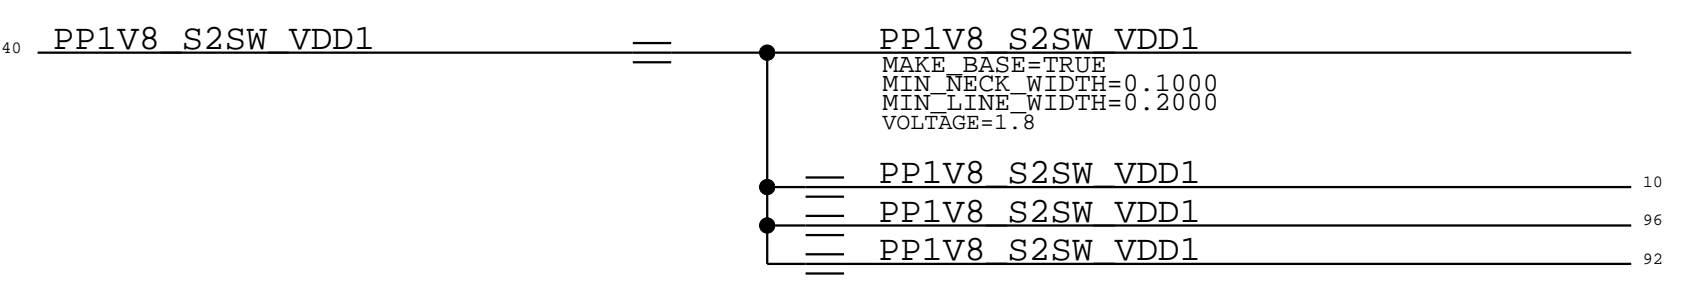 40 PP1V8_S2SW_VDD1 PP1V8_S2SW_VDD1
MAKE_BASE=TRUE
MIN_NECK_WIDTH=0.1000
MIN_LINE_WIDTH=0.2000
VOLTAGE=1.8
PP1V8_S2SW_VDD1 10
PP1V8_S2SW_VDD1 96
PP1V8_S2SW_VDD1 92